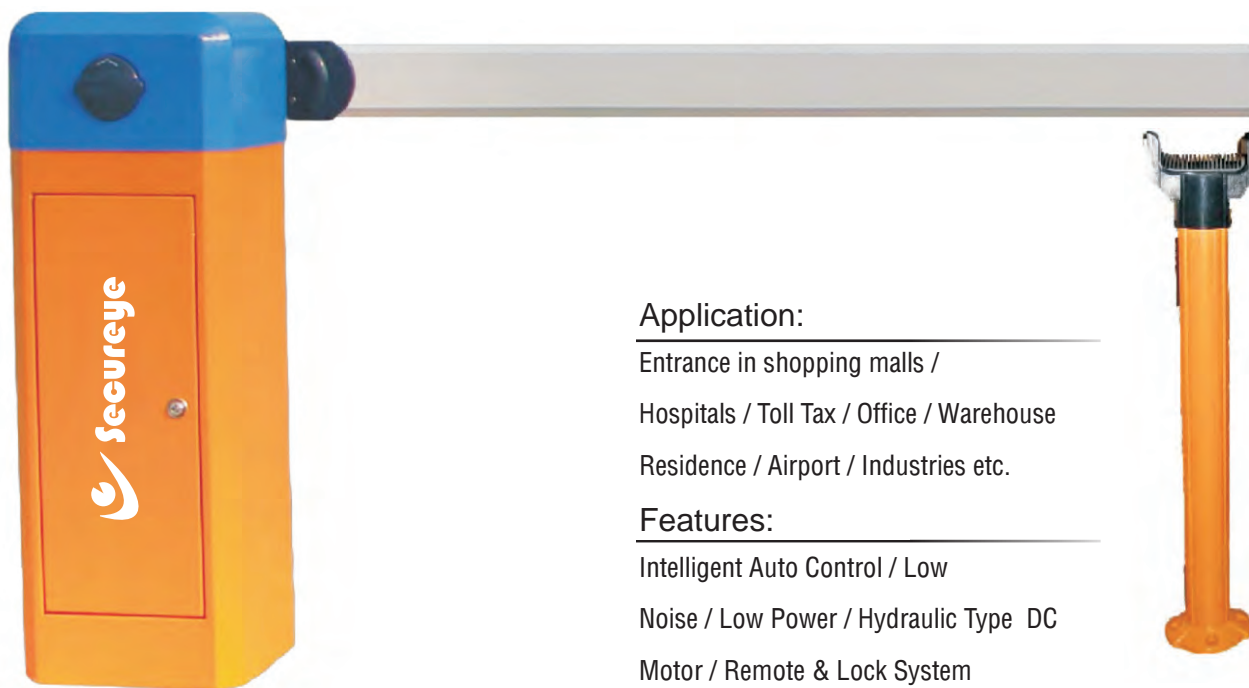 Secureye
Application:
Entrance in shopping malls /
Hospitals / Toll Tax / Office / Warehouse
Residence / Airport / Industries etc.
Features:
Intelligent Auto Control / Low
Noise / Low Power / Hydraulic Type DC
Motor / Remote & Lock System